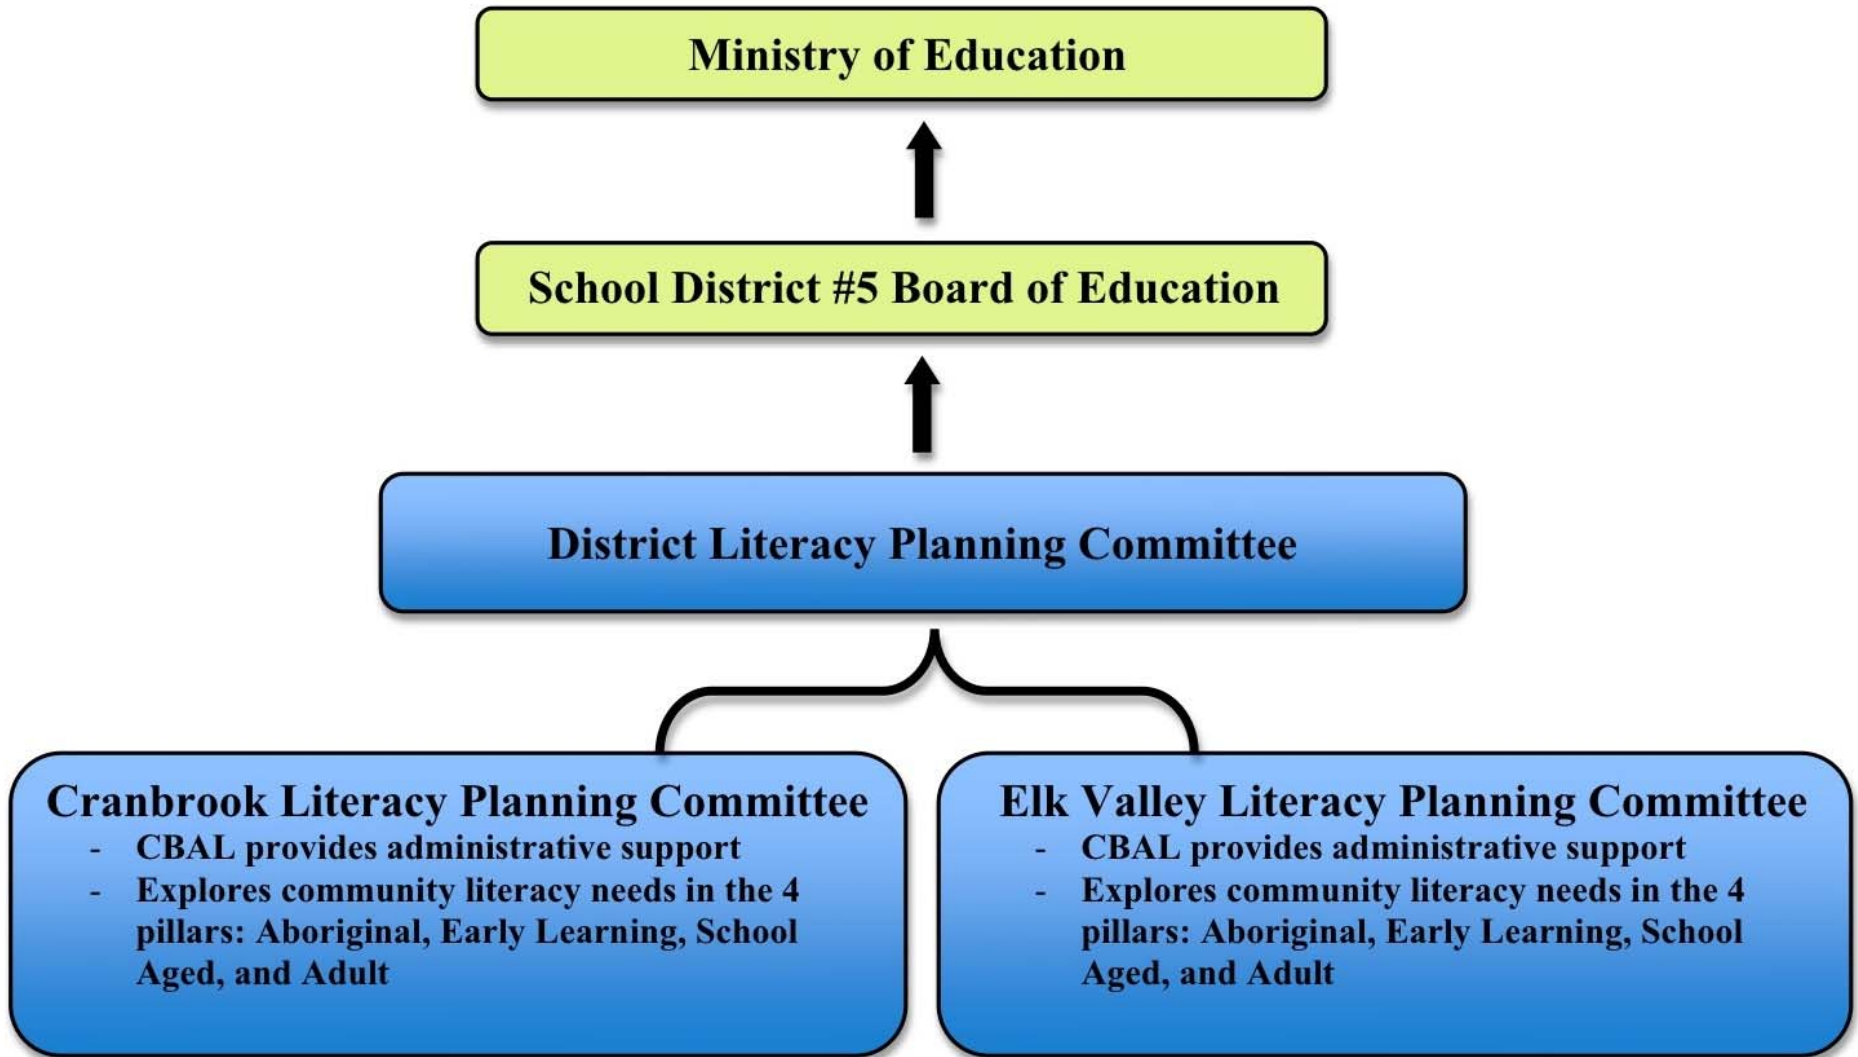 Ministry of Education
School District #5 Board of Education
District Literacy Planning Committee
Cranbrook Literacy Planning Committee
- CBAL provides administrative support
- Explores community literacy needs in the 4
pillars: Aboriginal, Early Learning, School
Aged, and Adult
Elk Valley Literacy Planning Committee
- CBAL provides administrative support
- Explores community literacy needs in the 4
pillars: Aboriginal, Early Learning, School
Aged, and Adult